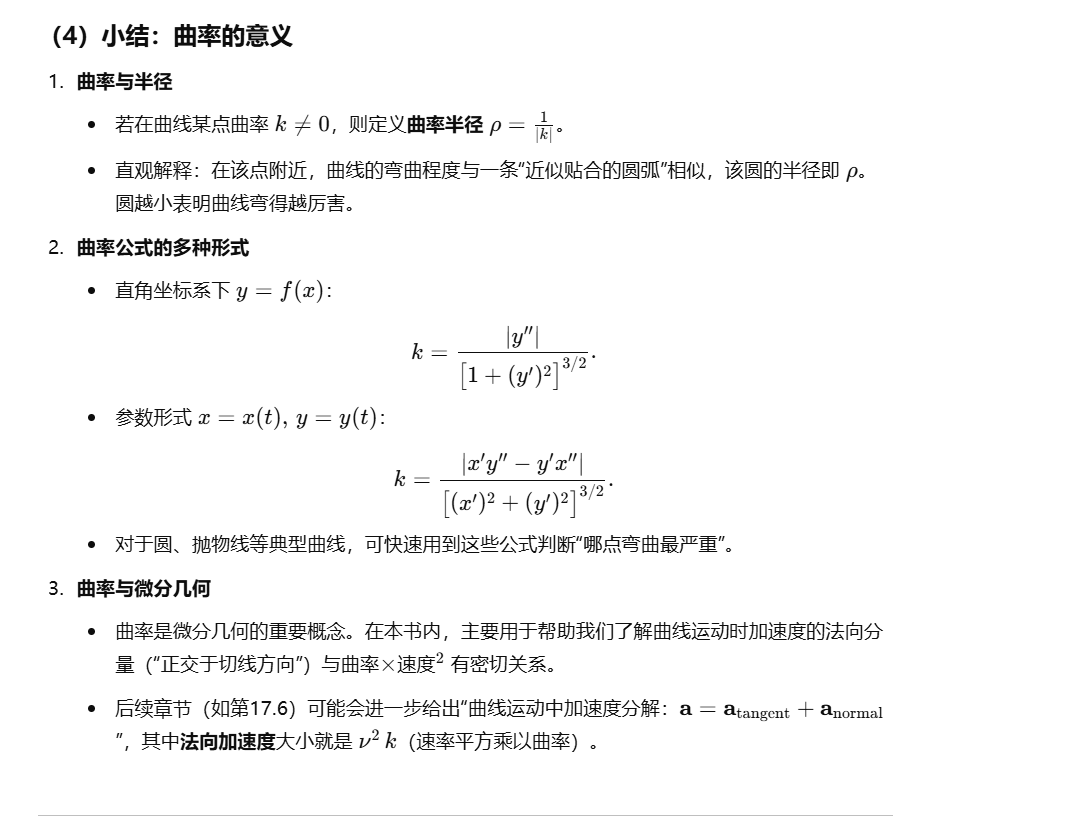 （4）小结：曲率的意义
1. 曲率与半径
• 若在曲线某点曲率 k ≠ 0，则定义曲率半径 ρ = 1/|k|。
• 直观解释：在该点附近，曲线的弯曲程度与一条“近似贴合的圆弧”相似，该圆的半径即 ρ。
圆越小表明曲线弯得越厉害。
2. 曲率公式的多种形式
• 直角坐标系下 y = f(x)：
k = |y″| / [1 + (y′)²]^{3/2}.
• 参数形式 x = x(t), y = y(t)：
k = |x′y″ − y′x″| / [(x′)² + (y′)²]^{3/2}.
• 对于圆、抛物线等典型曲线，可快速用到这些公式判断“哪点弯曲最严重”。
3. 曲率与微分几何
• 曲率是微分几何的重要概念。在本书内，主要用于帮助我们了解曲线运动时加速度的法向分
量（“正交于切线方向”）与曲率×速度² 有密切关系。
• 后续章节（如第17.6）可能会进一步给出“曲线运动中加速度分解：a = a_tangent + a_normal
”，其中法向加速度大小就是 ν² k（速率平方乘以曲率）。